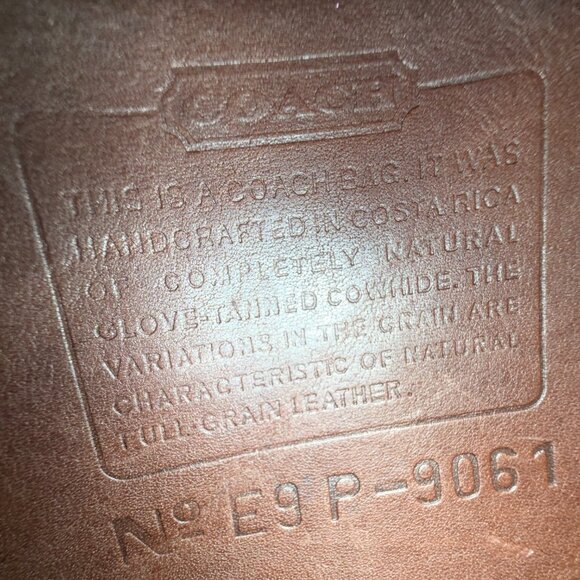 COACH
THIS IS A COACH BAG. IT WAS
HANDCRAFTED IN COSTA RICA
OF COMPLETELY NATURAL
GLOVE-TANNED COWHIDE. THE
VARIATIONS IN THE GRAIN ARE
CHARACTERISTIC OF NATURAL
FULL-GRAIN LEATHER.
Nº E9P-9061